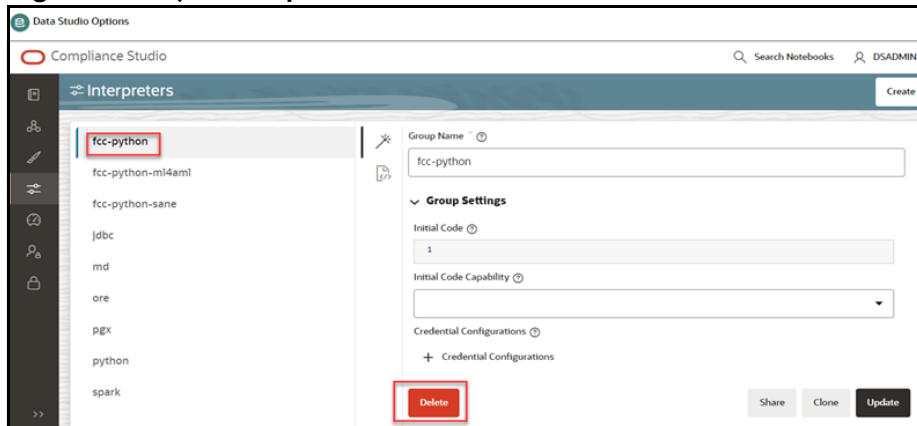 Data Studio Options
Compliance Studio
Search Notebooks
DSADMIN
Interpreters
Create
fcc-python
fcc-python-ml4aml
fcc-python-sane
jdbc
md
ore
pgx
python
spark
Group Name
fcc-python
Group Settings
Initial Code
1
Initial Code Capability
Credential Configurations
+ Credential Configurations
Delete
Share
Clone
Update
>>